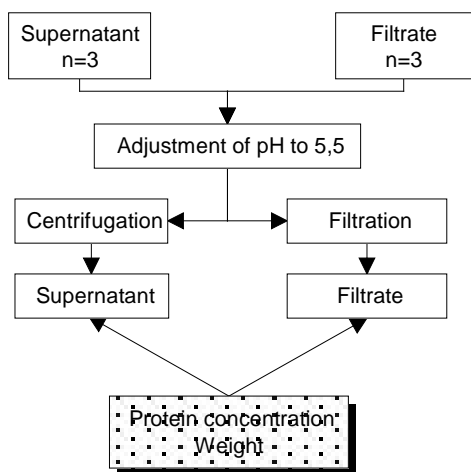 Supernatant
n=3
Filtrate
n=3
Adjustment of pH to 5,5
Centrifugation
Filtration
Supernatant
Filtrate
Protein concentration
Weight